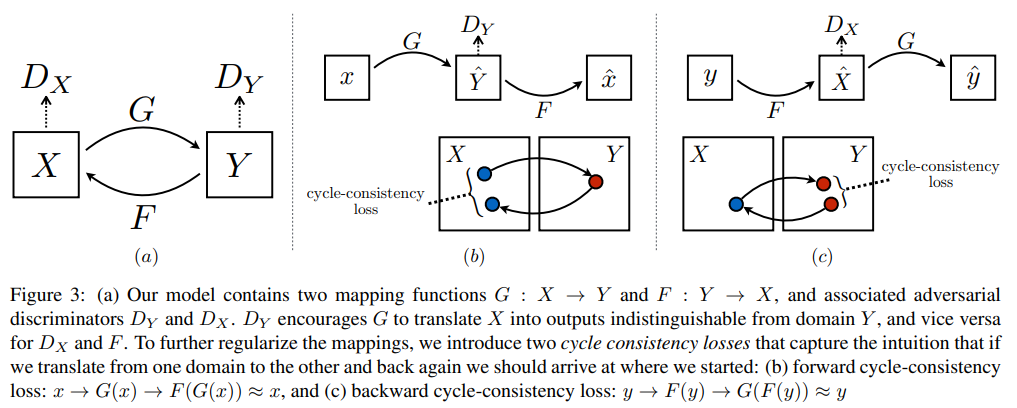 D_X
D_Y
G
X
Y
F
(a)
D_Y
G
x
Ŷ
x̂
F
X
Y
cycle-consistency
loss
(b)
D_X
G
y
X̂
ŷ
F
X
Y
cycle-consistency
loss
(c)
Figure 3: (a) Our model contains two mapping functions G : X → Y and F : Y → X, and associated adversarial
discriminators D_Y and D_X. D_Y encourages G to translate X into outputs indistinguishable from domain Y, and vice versa
for D_X and F. To further regularize the mappings, we introduce two cycle consistency losses that capture the intuition that if
we translate from one domain to the other and back again we should arrive at where we started: (b) forward cycle-consistency
loss: x → G(x) → F(G(x)) ≈ x, and (c) backward cycle-consistency loss: y → F(y) → G(F(y)) ≈ y